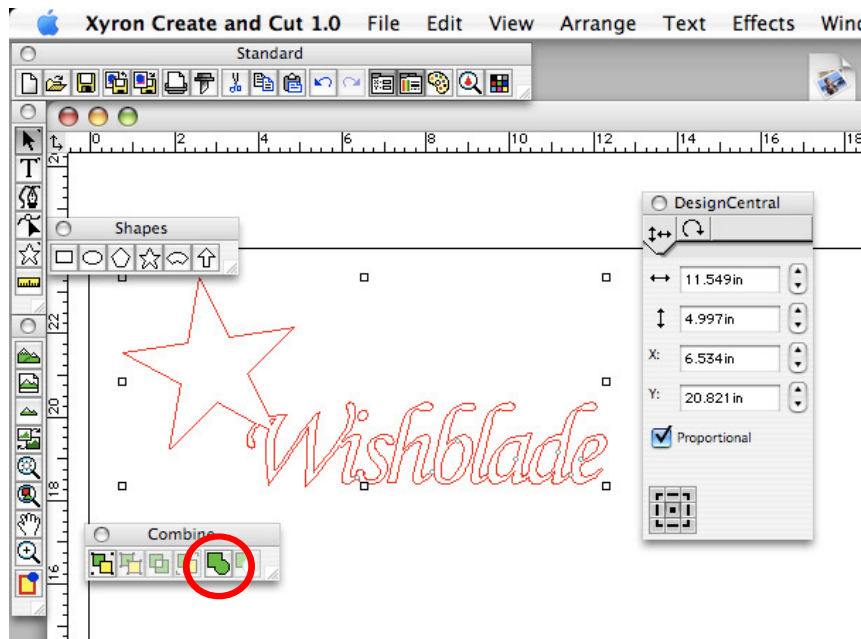 Xyron Create and Cut 1.0 File Edit View Arrange Text Effects
Standard
0 2 4 6 8 10 12 14 16 18
Shapes
DesignCentral
11.549in
4.997in
X: 6.534in
Y: 20.821in
Proportional
22
20
18
16
Wishblade
Combine